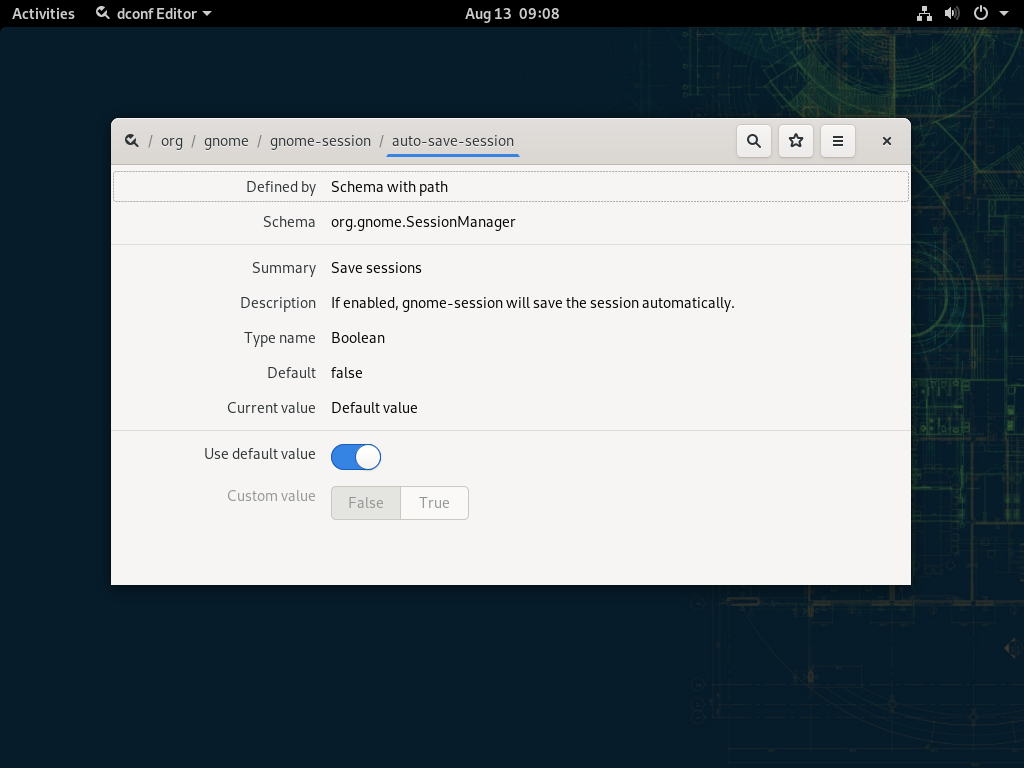 Activities dconf Editor Aug 13 09:08
/ org / gnome / gnome-session / auto-save-session
Defined by Schema with path
Schema org.gnome.SessionManager
Summary Save sessions
Description If enabled, gnome-session will save the session automatically.
Type name Boolean
Default false
Current value Default value
Use default value
Custom value False True